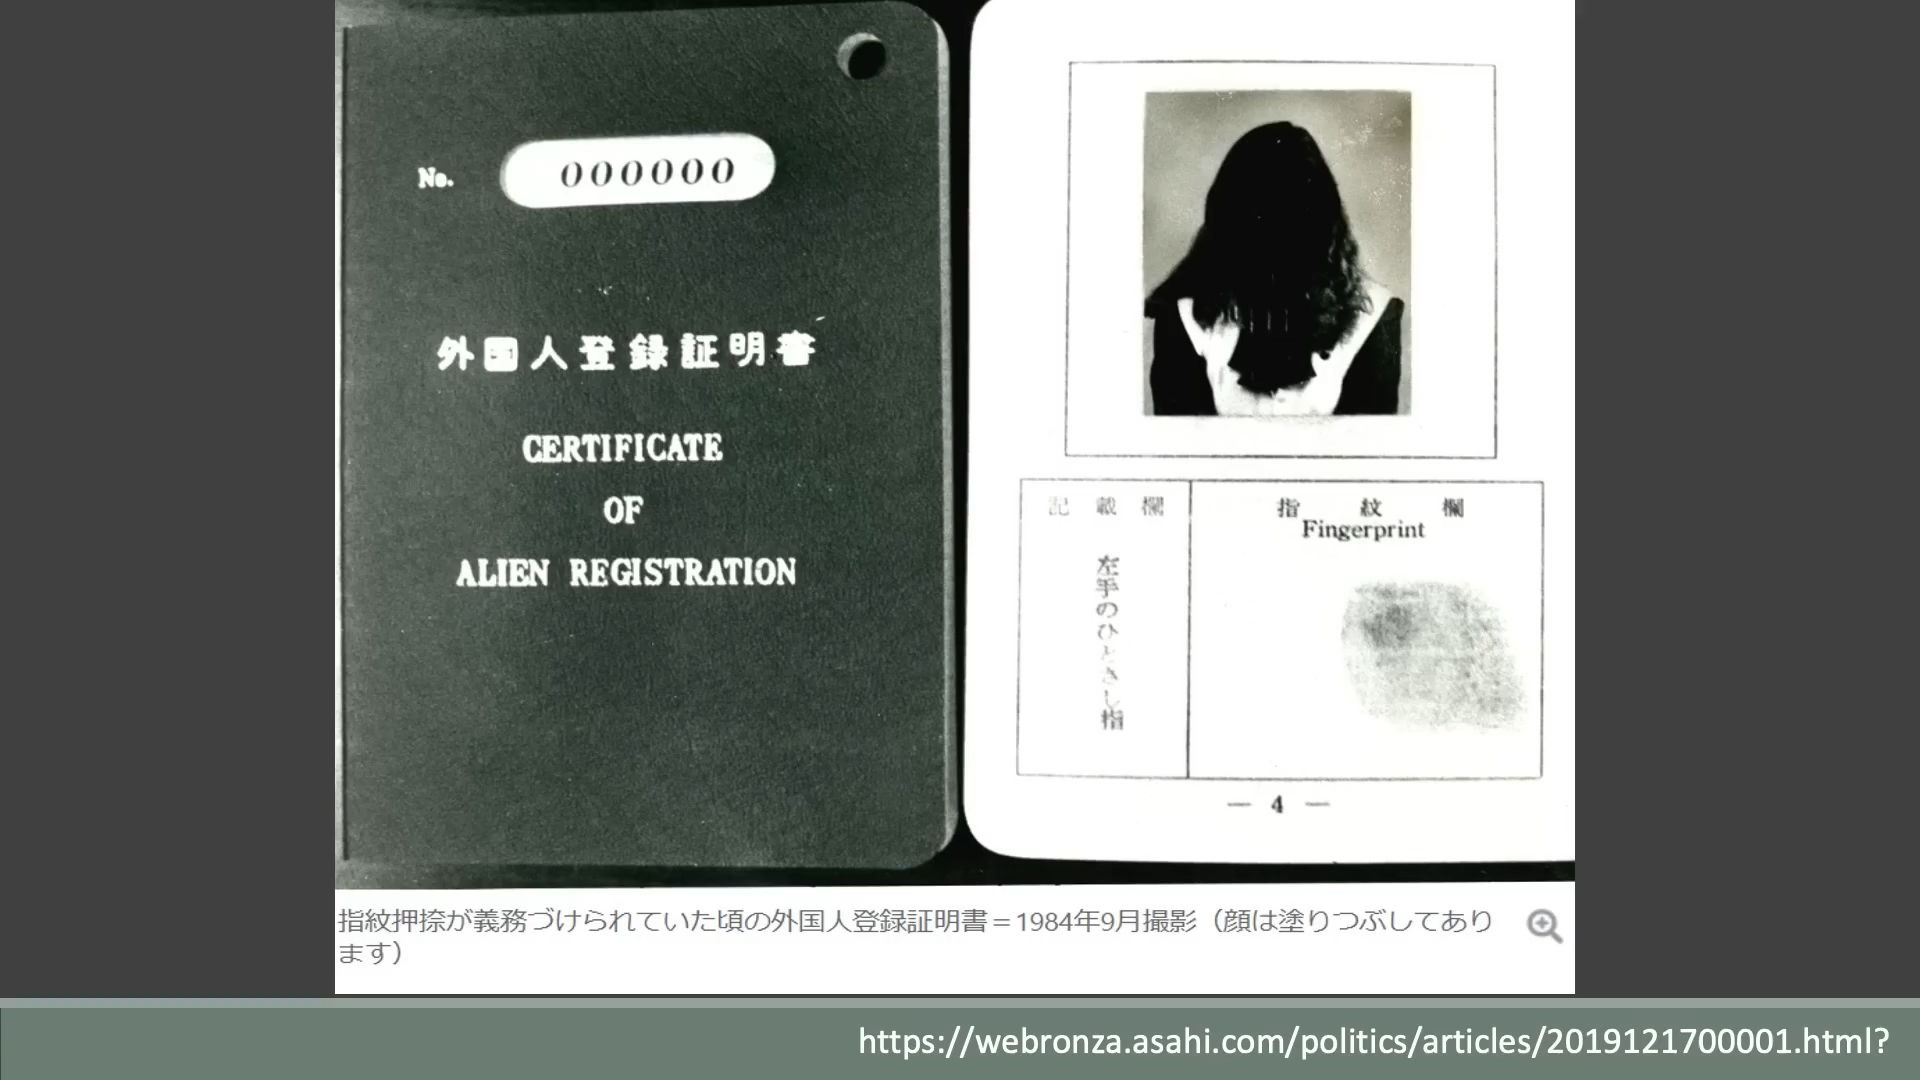 No. 000000
外国人登録証明書
CERTIFICATE
OF
ALIEN REGISTRATION
記載欄
左手のひとさし指
指紋欄
Fingerprint
— 4 —
指紋押捺が義務づけられていた頃の外国人登録証明書＝1984年9月撮影（顔は塗りつぶしてあり
ます）
https://webronza.asahi.com/politics/articles/2019121700001.html?